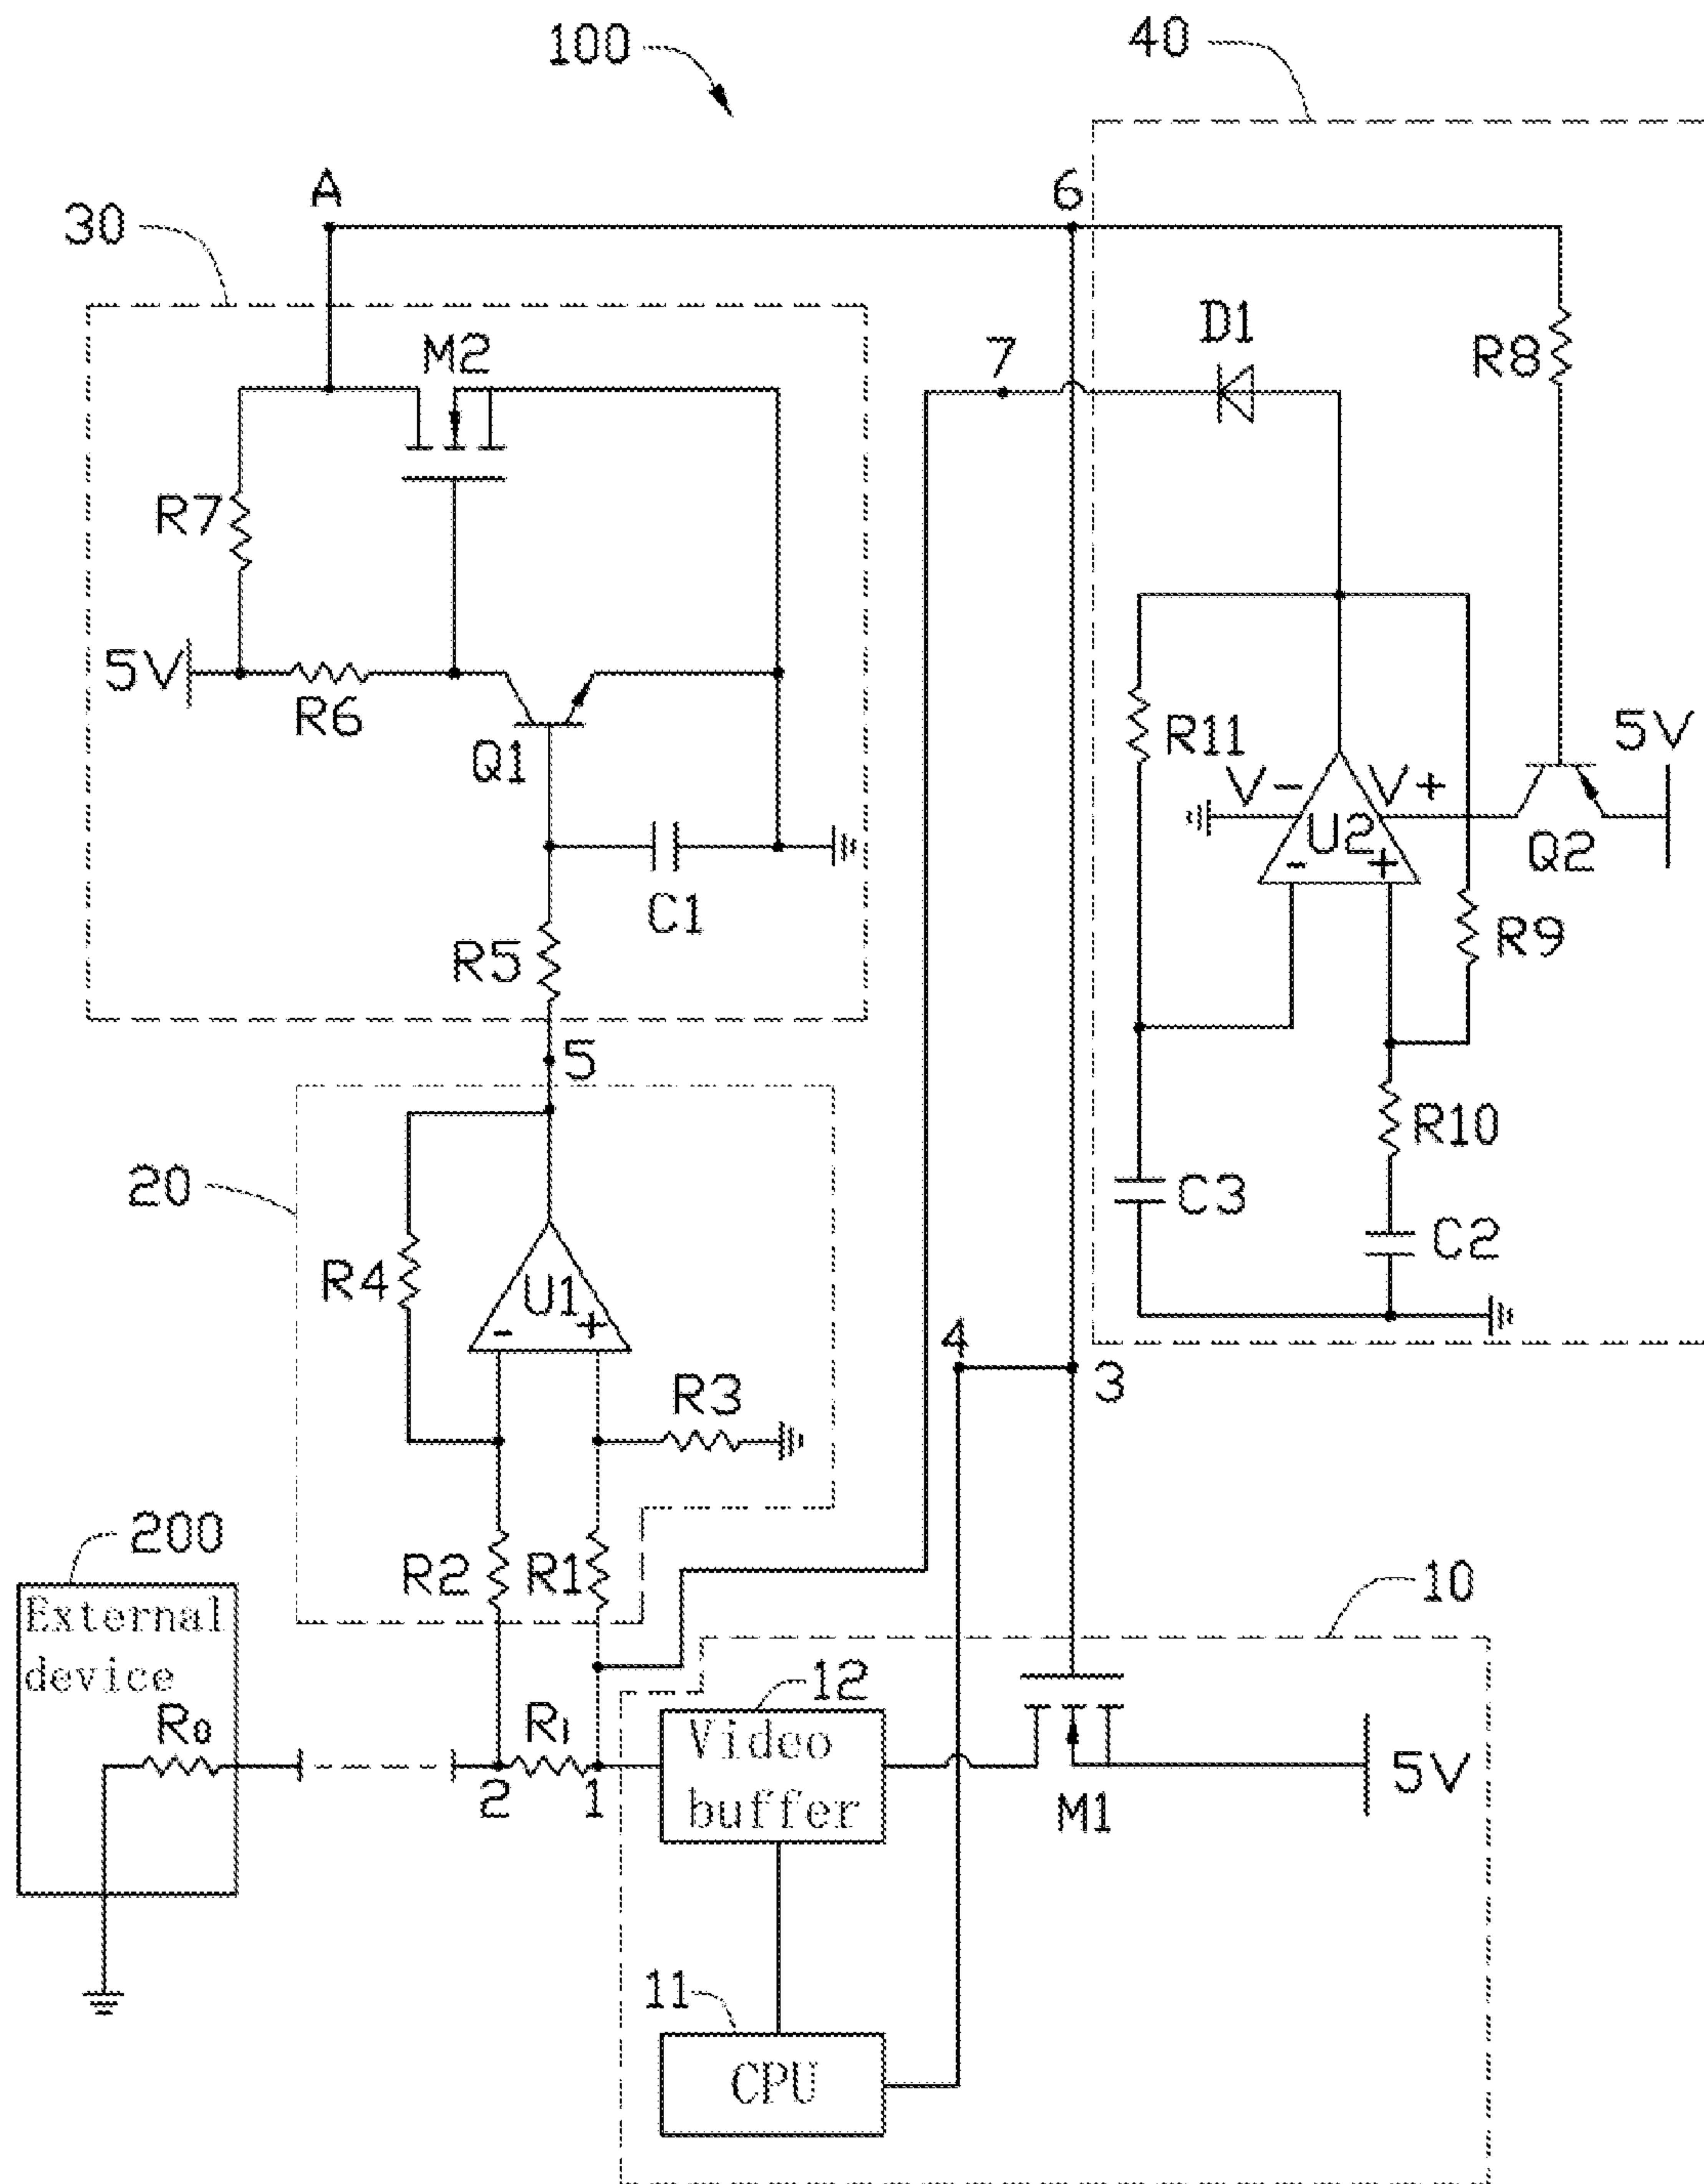 100
40
A
6
30
M2
7
D1
R8
R7
5V
R6
Q1
R11
5V
V-
V+
U2
-
+
Q2
C1
R9
R5
5
R10
20
C3
C2
R4
U1
-
+
4
3
R3
200
R2
R1
10
External
device
R0
R1
12
Video
buffer
2
1
M1
5V
11
CPU